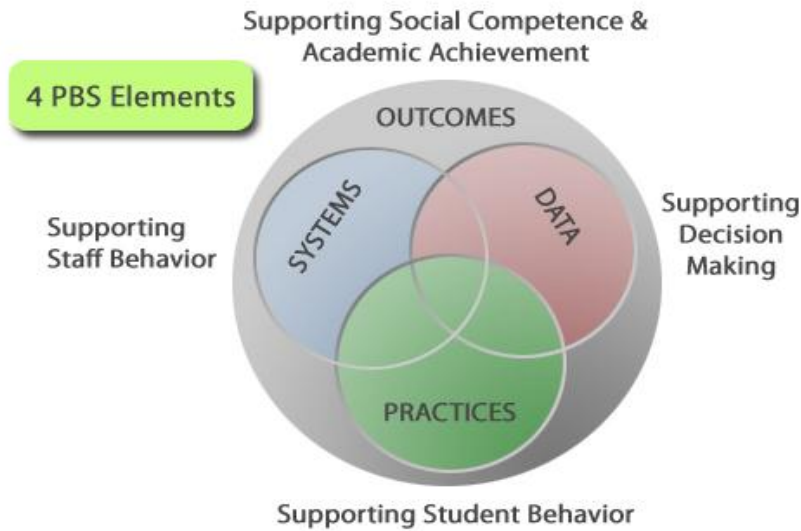 Supporting Social Competence &
Academic Achievement
4 PBS Elements
OUTCOMES
SYSTEMS
DATA
Supporting
Staff Behavior
Supporting
Decision
Making
PRACTICES
Supporting Student Behavior